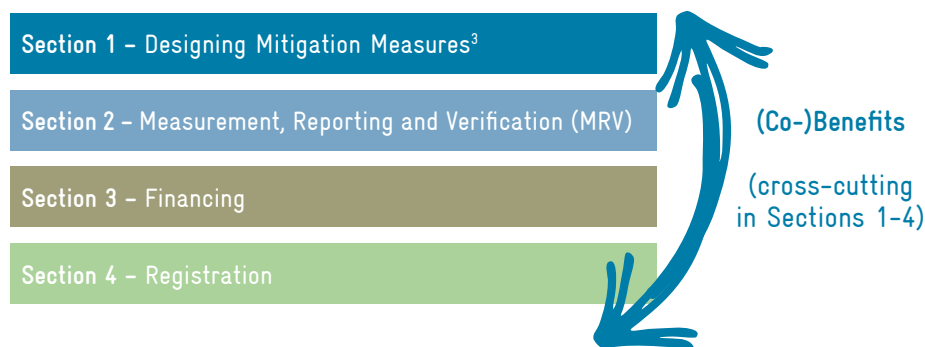 Section 1 – Designing Mitigation Measures³
Section 2 – Measurement, Reporting and Verification (MRV)
Section 3 – Financing
Section 4 – Registration
(Co-)Benefits
(cross-cutting
in Sections 1-4)